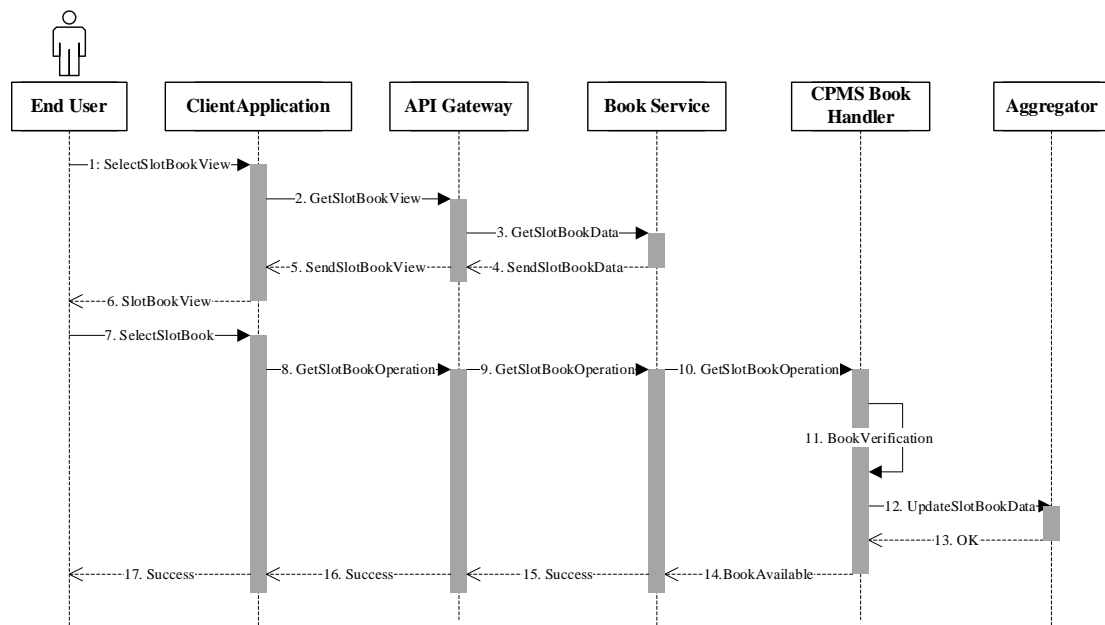 End User
ClientApplication
API Gateway
Book Service
CPMS Book
Handler
Aggregator
1: SelectSlotBookView
2. GetSlotBookView
3. GetSlotBookData
5. SendSlotBookView
4. SendSlotBookData
6. SlotBookView
7. SelectSlotBook
8. GetSlotBookOperation
9. GetSlotBookOperation
10. GetSlotBookOperation
11. BookVerification
12. UpdateSlotBookData
13. OK
17. Success
16. Success
15. Success
14.BookAvailable